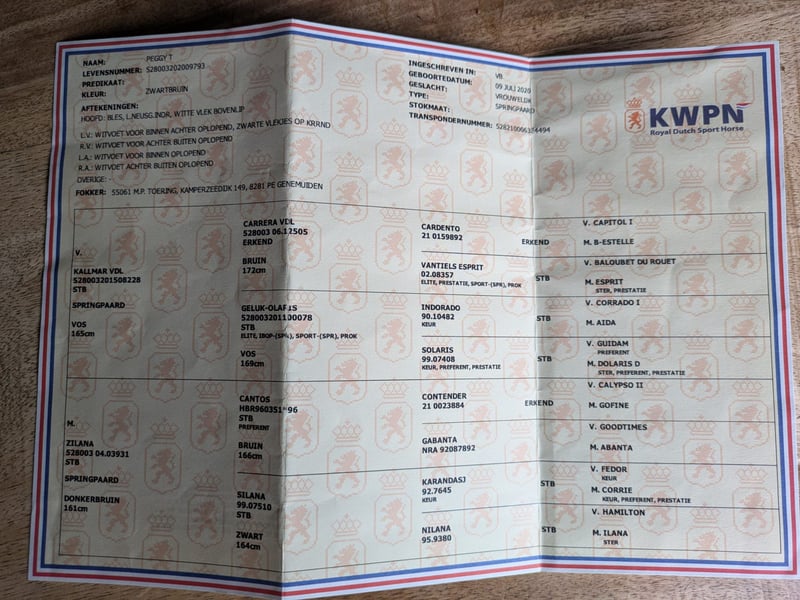 NAAM: PEGGY T
LEVENSNUMMER: 528003202009793
PREDIKAAT:
KLEUR: ZWARTBRUIN
AFTEKENINGEN:
HOOFD: BLES, L.NEUSG.INDR, WITTE VLEK BOVENLIP
L.V: WITVOET VOOR BINNEN ACHTER OPLOPEND, ZWARTE VLEKJES OP KRRND
R.V: WITVOET VOOR ACHTER BUITEN OPLOPEND
L.A.: WITVOET VOOR BINNEN OPLOPEND
R.A.: WITVOET ACHTER BUITEN OPLOPEND
OVERIGE: -
FOKKER: 55061 M.P. TOERING, KAMPERZEEDIJK 149, 8281 PE GENEMUIDEN
INGESCHREVEN IN: VB
GEBOORTEDATUM: 09 JULI 2020
GESLACHT: VROUWELIJK
TYPE: SPRINGPAARD
STOKMAAT:
TRANSPONDERNUMMER:
KWPN
Royal Dutch Sport Horse
V.
KALLMAR VDL
528003201508228
STB
SPRINGPAARD
VOS
165cm
M.
ZILANA
528003 04.03931
STB
SPRINGPAARD
DONKERBRUIN
161cm
CARRERA VDL
528003 06.12505
ERKEND
BRUIN
172cm
STB
ELITE, IBOP-(SPR), SPORT-(SPR), PROK
VOS
169cm
CANTOS
STB
PREFERENT
BRUIN
166cm
SILANA
99.07510
STB
ZWART
164cm
CARDENTO
21 0159892 ERKEND
VANTIELS ESPRIT
02.08357 STB
ELITE, PRESTATIE, SPORT-(SPR), PROK
INDORADO
90.10482 STB
KEUR
SOLARIS
99.07408 STB
KEUR, PREFERENT, PRESTATIE
CONTENDER
21 0023884 ERKEND
GABANTA
NRA 92087892
KARANDASJ
92.7645 STB
KEUR
NILANA
95.9380 STB
V. CAPITOL I
M. B-ESTELLE
V. BALOUBET DU ROUET
M. ESPRIT
STER, PRESTATIE
V. CORRADO I
M. AIDA
V. GUIDAM
PREFERENT
M. DOLARIS D
STER, PREFERENT, PRESTATIE
V. CALYPSO II
M. GOFINE
V. GOODTIMES
M. ABANTA
V. FEDOR
KEUR
M. CORRIE
KEUR, PREFERENT, PRESTATIE
V. HAMILTON
M. ILANA
STER